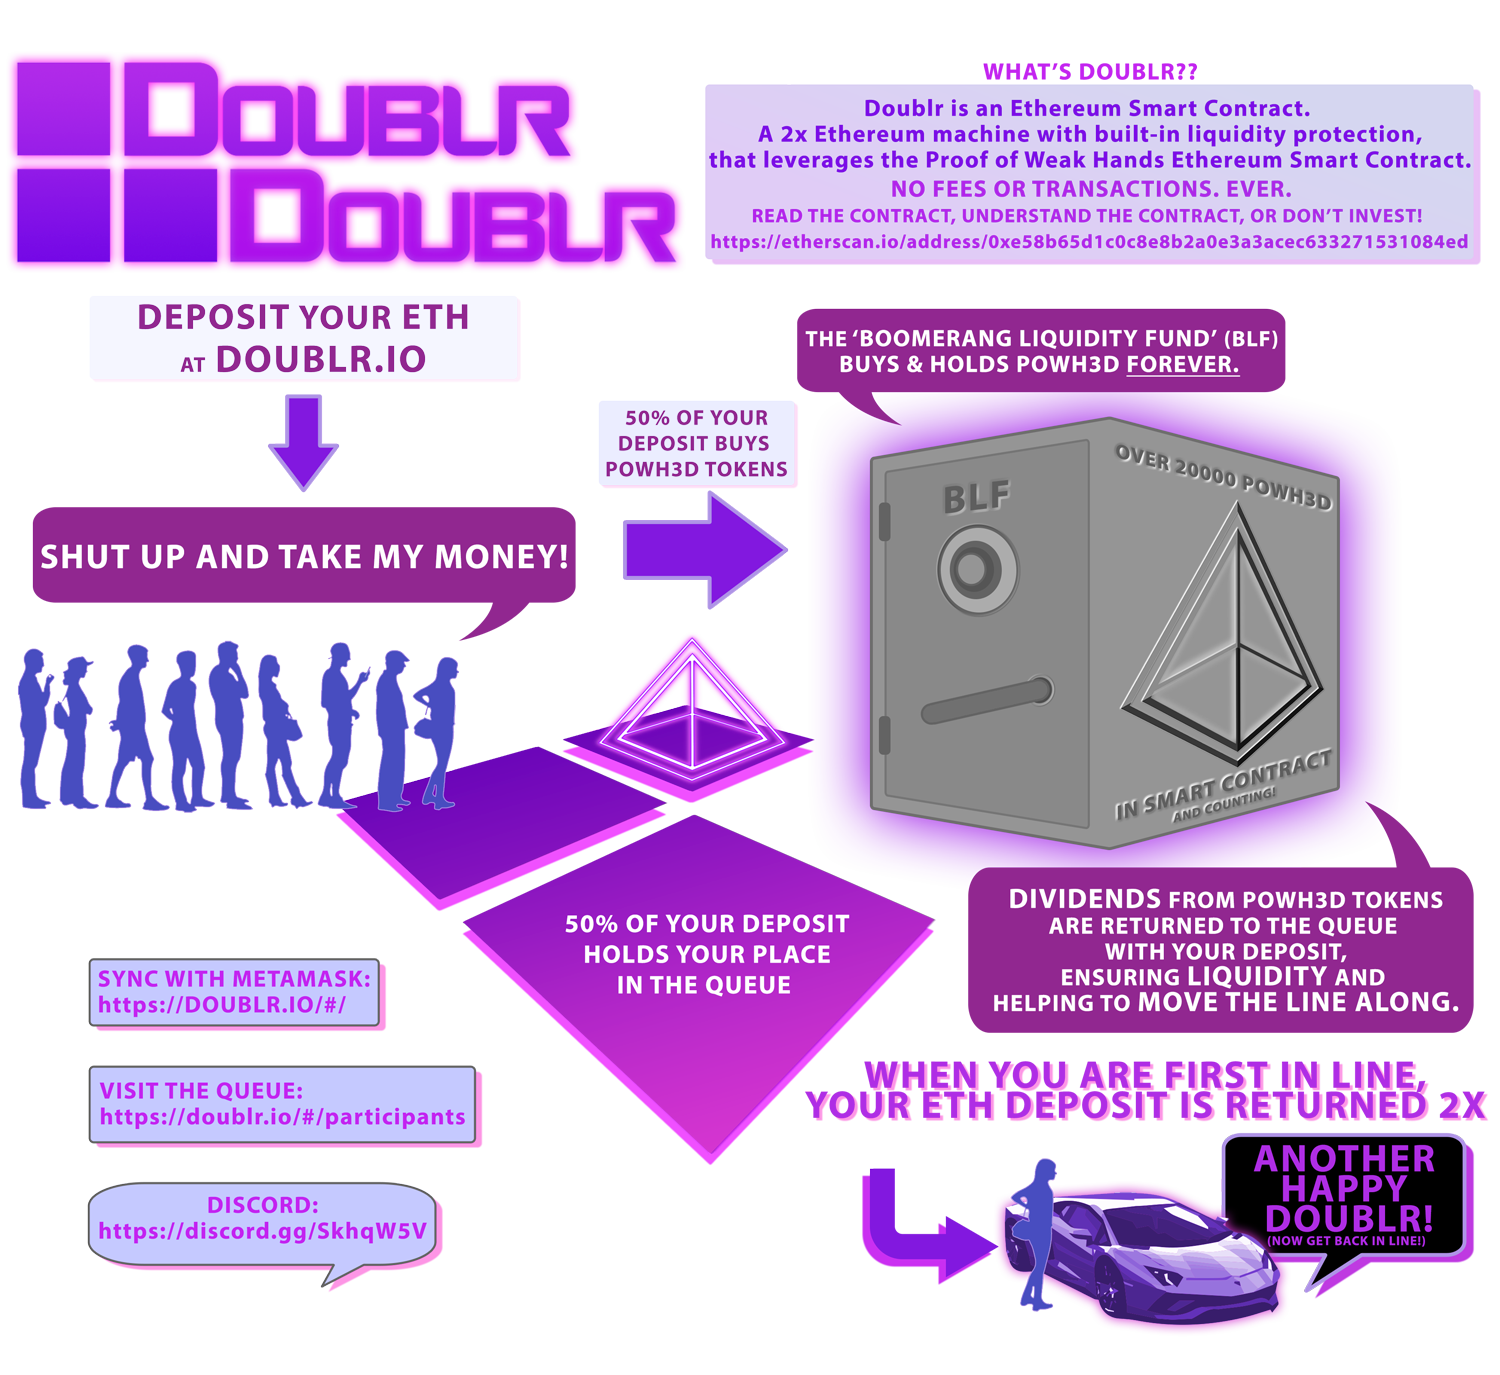 DOUBLR
DOUBLR
WHAT'S DOUBLR??
Doublr is an Ethereum Smart Contract.
A 2x Ethereum machine with built-in liquidity protection,
that leverages the Proof of Weak Hands Ethereum Smart Contract.
NO FEES OR TRANSACTIONS. EVER.
READ THE CONTRACT, UNDERSTAND THE CONTRACT, OR DON'T INVEST!
https://etherscan.io/address/0xe58b65d1c0c8e8b2a0e3a3acec633271531084ed
DEPOSIT YOUR ETH
AT DOUBLR.IO
SHUT UP AND TAKE MY MONEY!
50% OF YOUR
DEPOSIT BUYS
POWH3D TOKENS
THE 'BOOMERANG LIQUIDITY FUND' (BLF)
BUYS & HOLDS POWH3D FOREVER.
BLF
OVER 20000 POWH3D
IN SMART CONTRACT
AND COUNTING!
50% OF YOUR DEPOSIT
HOLDS YOUR PLACE
IN THE QUEUE
DIVIDENDS FROM POWH3D TOKENS
ARE RETURNED TO THE QUEUE
WITH YOUR DEPOSIT,
ENSURING LIQUIDITY AND
HELPING TO MOVE THE LINE ALONG.
SYNC WITH METAMASK:
https://DOUBLR.IO/#/
VISIT THE QUEUE:
https://doublr.io/#/participants
DISCORD:
https://discord.gg/SkhqW5V
WHEN YOU ARE FIRST IN LINE,
YOUR ETH DEPOSIT IS RETURNED 2X
ANOTHER
HAPPY
DOUBLR!
(NOW GET BACK IN LINE!)